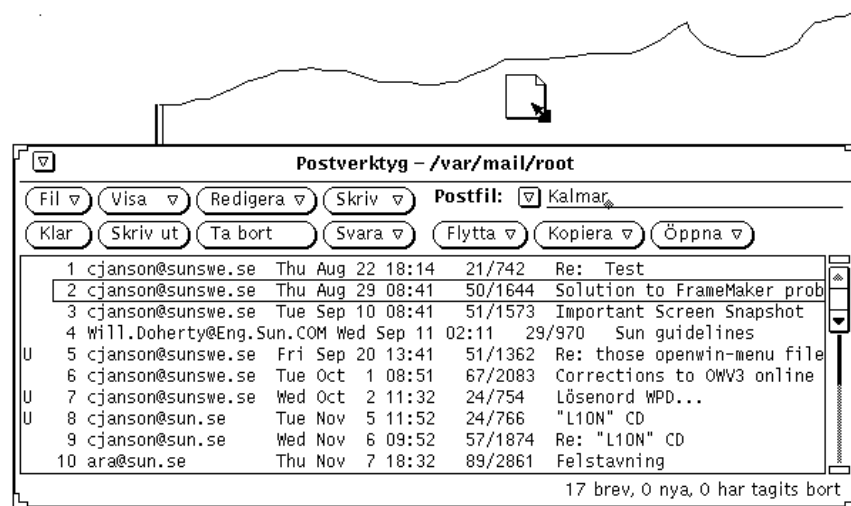 Postverktyg – /var/mail/root
Fil Visa Redigera Skriv Postfil: Kalmar
Klar Skriv ut Ta bort Svara Flytta Kopiera Öppna
1 cjanson@sunswe.se Thu Aug 22 18:14 21/742 Re: Test
2 cjanson@sunswe.se Thu Aug 29 08:41 50/1644 Solution to FrameMaker prob
3 cjanson@sunswe.se Tue Sep 10 08:41 51/1573 Important Screen Snapshot
4 Will.Doherty@Eng.Sun.COM Wed Sep 11 02:11 29/970 Sun guidelines
U 5 cjanson@sunswe.se Fri Sep 20 13:41 51/1362 Re: those openwin-menu file
6 cjanson@sunswe.se Tue Oct 1 08:51 67/2083 Corrections to OWV3 online
U 7 cjanson@sunswe.se Wed Oct 2 11:32 24/754 Lösenord WPD...
U 8 cjanson@sun.se Tue Nov 5 11:52 24/766 "L10N" CD
9 cjanson@sun.se Wed Nov 6 09:52 57/1874 Re: "L10N" CD
10 ara@sun.se Thu Nov 7 18:32 89/2861 Felstavning
17 brev, 0 nya, 0 har tagits bort